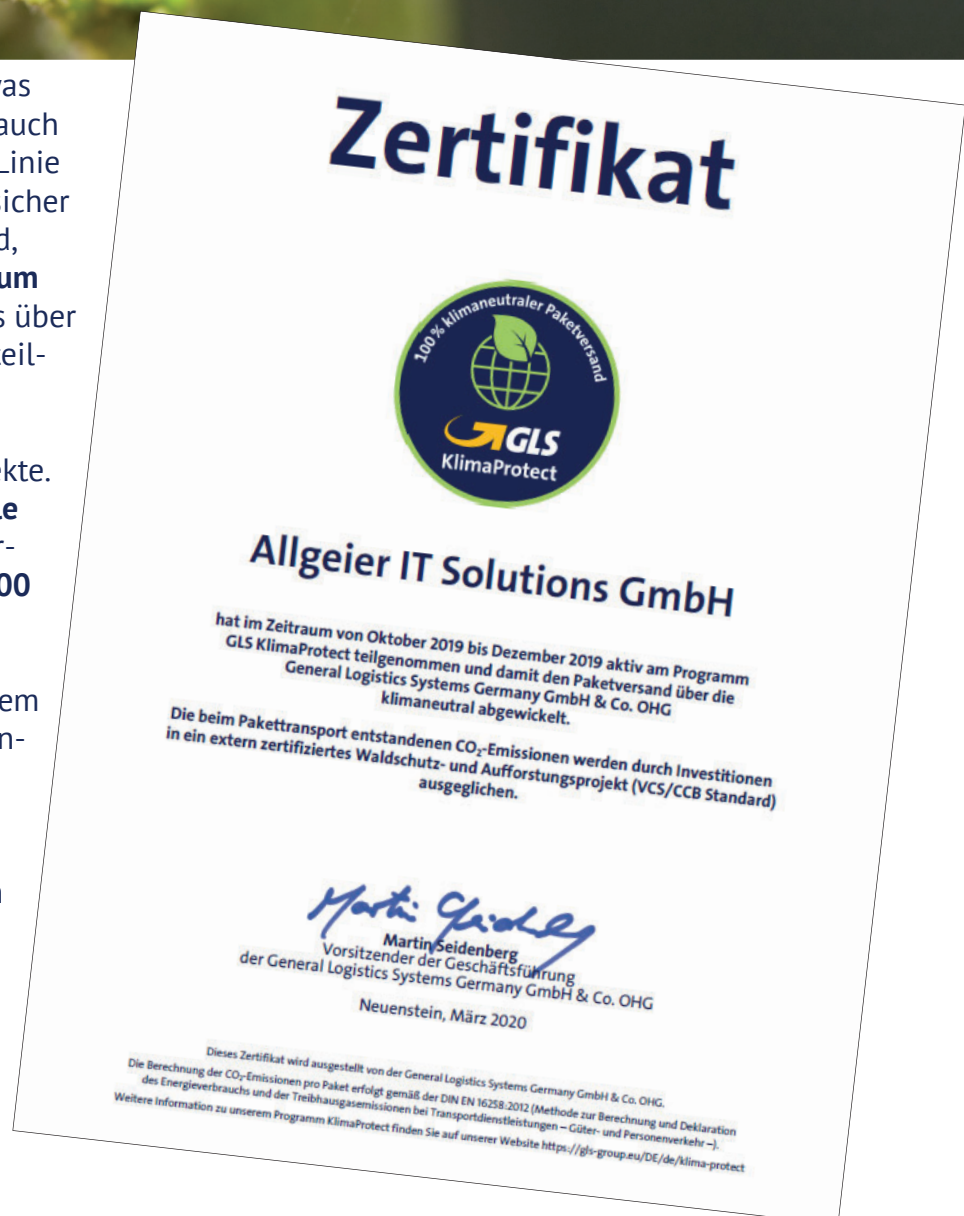 vas
auch
Linie
sicher
d,
um
s über
teil-
ekte.
le
r-
00
em
n-
Zertifikat
100% klimaneutraler Paketversand
GLS
KlimaProtect
Allgeier IT Solutions GmbH
hat im Zeitraum von Oktober 2019 bis Dezember 2019 aktiv am Programm
GLS KlimaProtect teilgenommen und damit den Paketversand über die
General Logistics Systems Germany GmbH & Co. OHG
klimaneutral abgewickelt.
Die beim Pakettransport entstandenen CO₂-Emissionen werden durch Investitionen
in ein extern zertifiziertes Waldschutz- und Aufforstungsprojekt (VCS/CCB Standard)
ausgeglichen.
Martin Seidenberg
Vorsitzender der Geschäftsführung
der General Logistics Systems Germany GmbH & Co. OHG
Neuenstein, März 2020
Dieses Zertifikat wird ausgestellt von der General Logistics Systems Germany GmbH & Co. OHG.
Die Berechnung der CO₂-Emissionen pro Paket erfolgt gemäß der DIN EN 16258:2012 (Methode zur Berechnung und Deklaration
des Energieverbrauchs und der Treibhausgasemissionen bei Transportdienstleistungen – Güter- und Personenverkehr –).
Weitere Information zu unserem Programm KlimaProtect finden Sie auf unserer Website https://gls-group.eu/DE/de/klima-protect